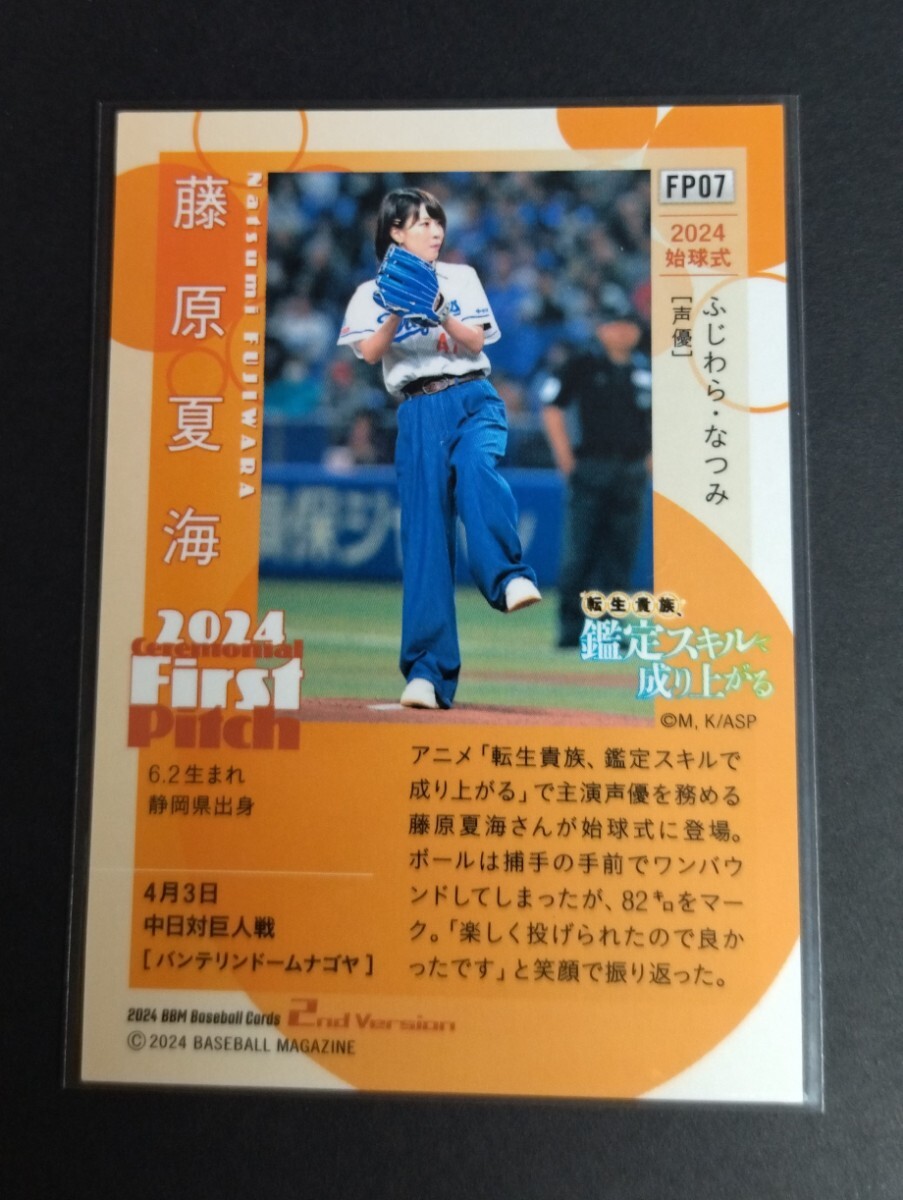 藤原夏海
Natsumi FUJIWARA
FP07
2024
始球式
ふじわら・なつみ
[声優]
転生貴族、
鑑定スキルで
成り上がる
©M, K/ASP
2024
Ceremonial
First
Pitch
6.2生まれ
静岡県出身
4月3日
中日対巨人戦
[バンテリンドームナゴヤ]
アニメ「転生貴族、鑑定スキルで
成り上がる」で主演声優を務める
藤原夏海さんが始球式に登場。
ボールは捕手の手前でワンバウ
ンドしてしまったが、82㌔をマー
ク。「楽しく投げられたので良か
ったです」と笑顔で振り返った。
2024 BBM Baseball Cards 2nd Version
©2024 BASEBALL MAGAZINE